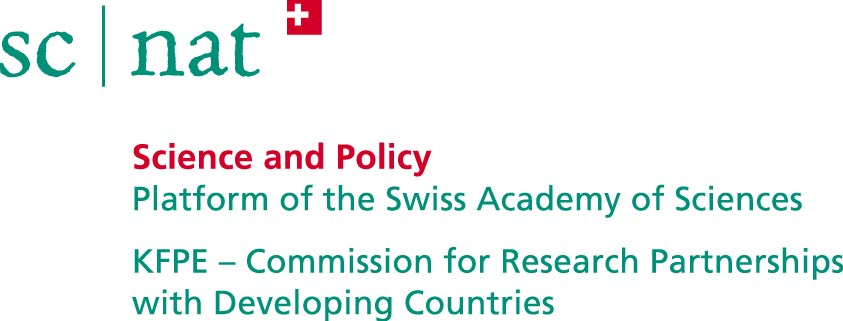 sc | nat
Science and Policy
Platform of the Swiss Academy of Sciences
KFPE – Commission for Research Partnerships
with Developing Countries